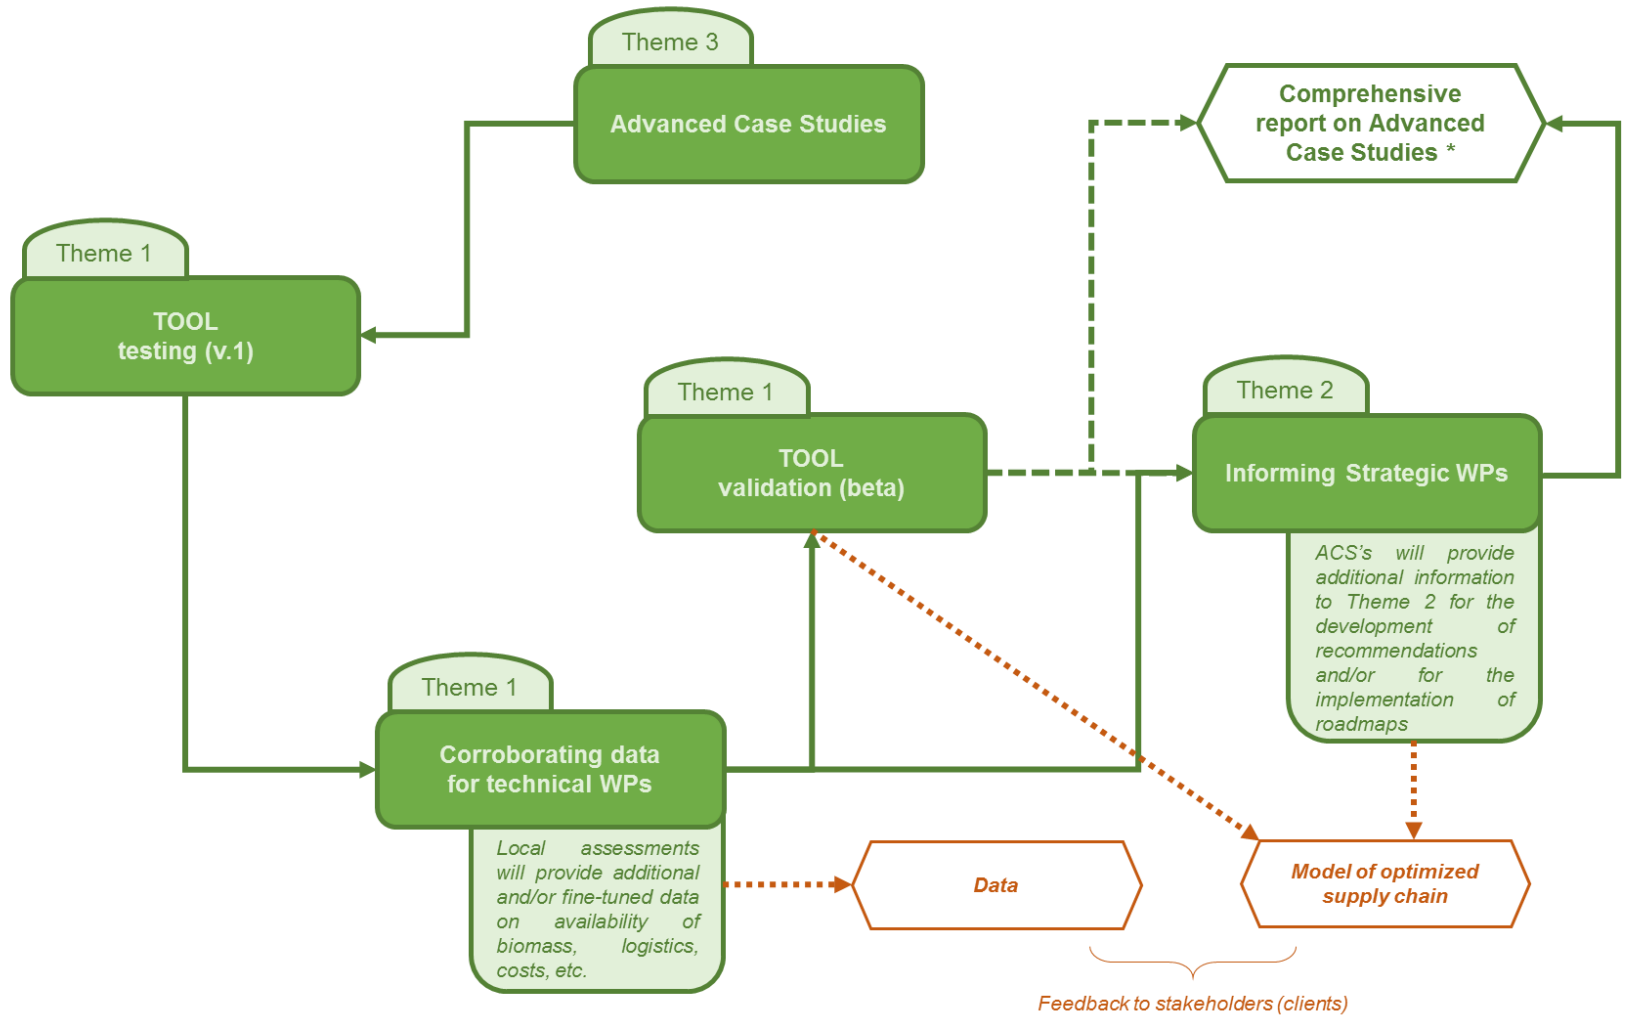 Theme 3
Advanced Case Studies
Comprehensive
report on Advanced
Case Studies *
Theme 1
TOOL
testing (v.1)
Theme 1
TOOL
validation (beta)
Theme 2
Informing Strategic WPs
ACS's will provide
additional information
to Theme 2 for the
development of
recommendations
and/or for the
implementation of
roadmaps
Theme 1
Corroborating data
for technical WPs
Local assessments
will provide additional
and/or fine-tuned data
on availability of
biomass, logistics,
costs, etc.
Data
Model of optimized
supply chain
Feedback to stakeholders (clients)